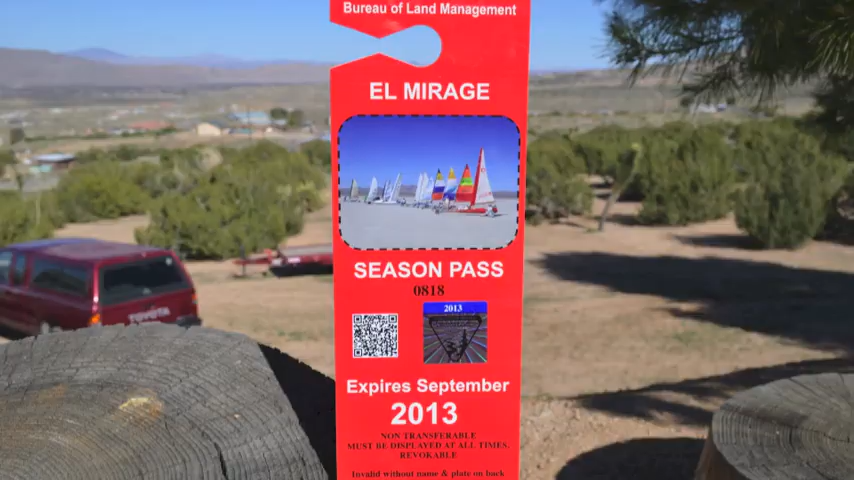 Bureau of Land Management
EL MIRAGE
SEASON PASS
0818
2013
TOYOTA
Expires September
2013
NON TRANSFERABLE
MUST BE DISPLAYED AT ALL TIMES.
REVOKABLE
Invalid without name & plate on back